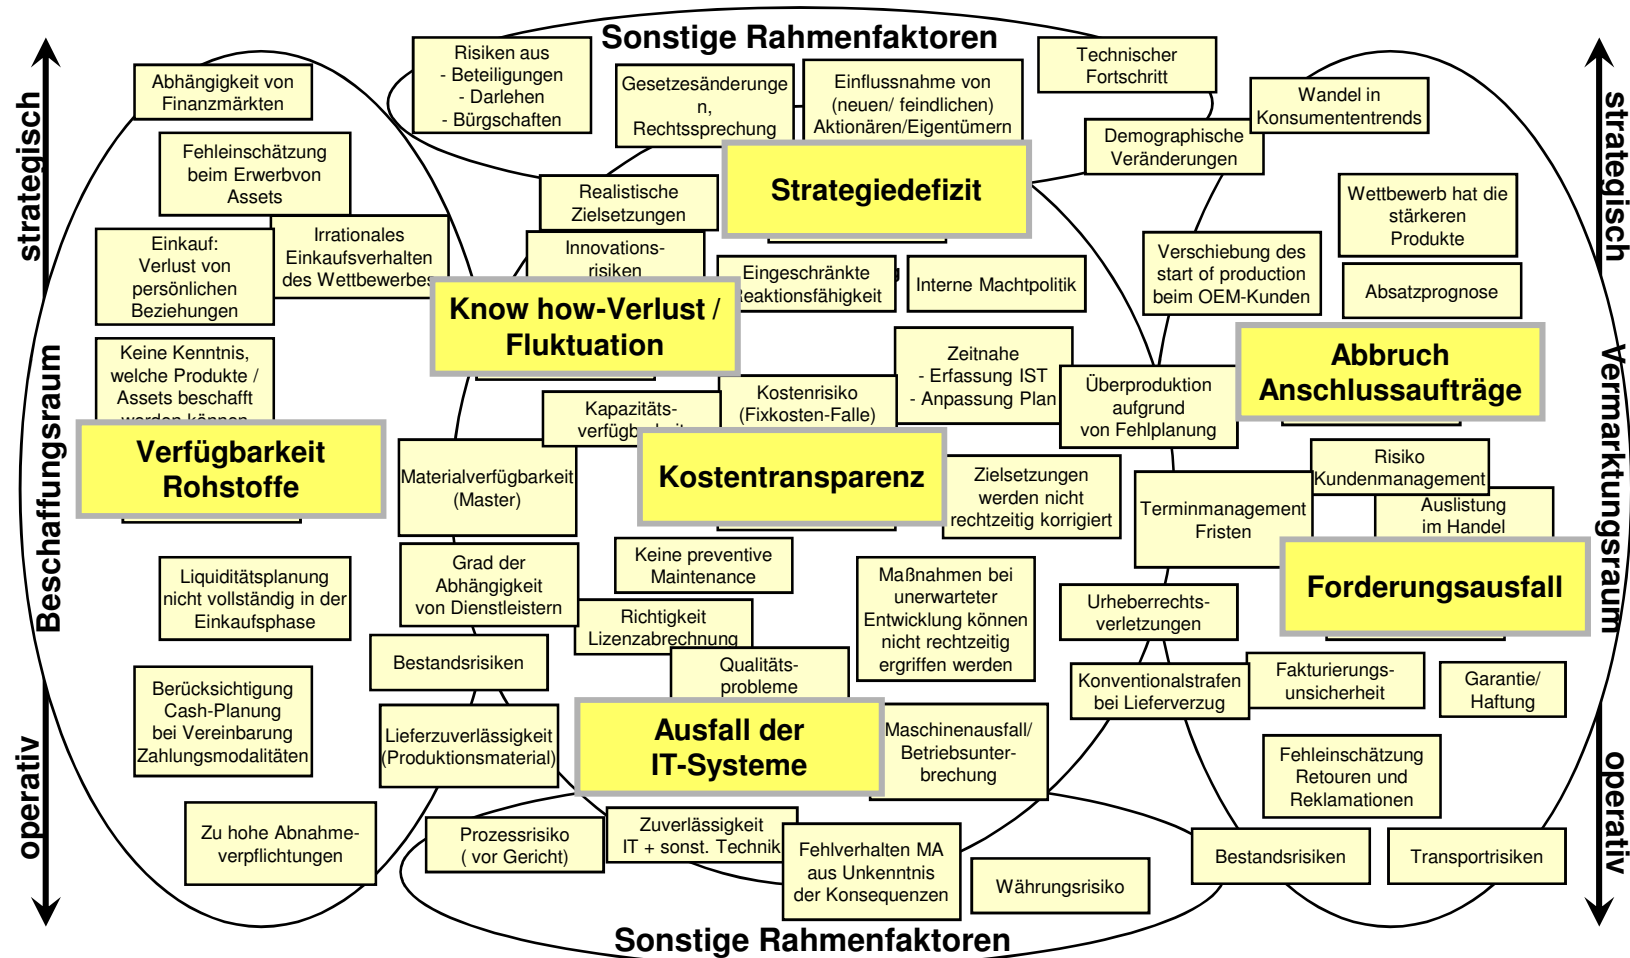 Sonstige Rahmenfaktoren
strategisch
Beschaffungsraum
operativ
strategisch
Vermarktungsraum
operativ
Risiken aus
- Beteiligungen
- Darlehen
- Bürgschaften
Gesetzesänderunge
n,
Rechtssprechung
Einflussnahme von
(neuen/ feindlichen)
Aktionären/Eigentümern
Technischer
Fortschritt
Abhängigkeit von
Finanzmärkten
Wandel in
Konsumententrends
Demographische
Veränderungen
Fehleinschätzung
beim Erwerbvon
Assets
Realistische
Zielsetzungen
Strategiedefizit
Wettbewerb hat die
stärkeren
Produkte
Einkauf:
Verlust von
persönlichen
Beziehungen
Irrationales
Einkaufsverhalten
des Wettbewerbes
Innovations-
risiken
Eingeschränkte
Reaktionsfähigkeit
Interne Machtpolitik
Verschiebung des
start of production
beim OEM-Kunden
Absatzprognose
Know how-Verlust /
Fluktuation
Keine Kenntnis,
welche Produkte /
Assets beschafft
werden können
Zeitnahe
- Erfassung IST
- Anpassung Plan
Überproduktion
aufgrund
von Fehlplanung
Abbruch
Anschlussaufträge
Kapazitäts-
verfügbarkeit
Kostenrisiko
(Fixkosten-Falle)
Verfügbarkeit
Rohstoffe
Materialverfügbarkeit
(Master)
Kostentransparenz
Zielsetzungen
werden nicht
rechtzeitig korrigiert
Terminmanagement
Fristen
Risiko
Kundenmanagement
Auslistung
im Handel
Liquiditätsplanung
nicht vollständig in der
Einkaufsphase
Grad der
Abhängigkeit
von Dienstleistern
Keine preventive
Maintenance
Richtigkeit
Lizenzabrechnung
Maßnahmen bei
unerwarteter
Entwicklung können
nicht rechtzeitig
ergriffen werden
Urheberrechts-
verletzungen
Forderungsausfall
Bestandsrisiken
Qualitäts-
probleme
Konventionalstrafen
bei Lieferverzug
Fakturierungs-
unsicherheit
Garantie/
Haftung
Berücksichtigung
Cash-Planung
bei Vereinbarung
Zahlungsmodalitäten
Lieferzuverlässigkeit
(Produktionsmaterial)
Ausfall der
IT-Systeme
Maschinenausfall/
Betriebsunter-
brechung
Fehleinschätzung
Retouren und
Reklamationen
Zu hohe Abnahme-
verpflichtungen
Prozessrisiko
( vor Gericht)
Zuverlässigkeit
IT + sonst. Technik
Fehlverhalten MA
aus Unkenntnis
der Konsequenzen
Währungsrisiko
Bestandsrisiken
Transportrisiken
Sonstige Rahmenfaktoren